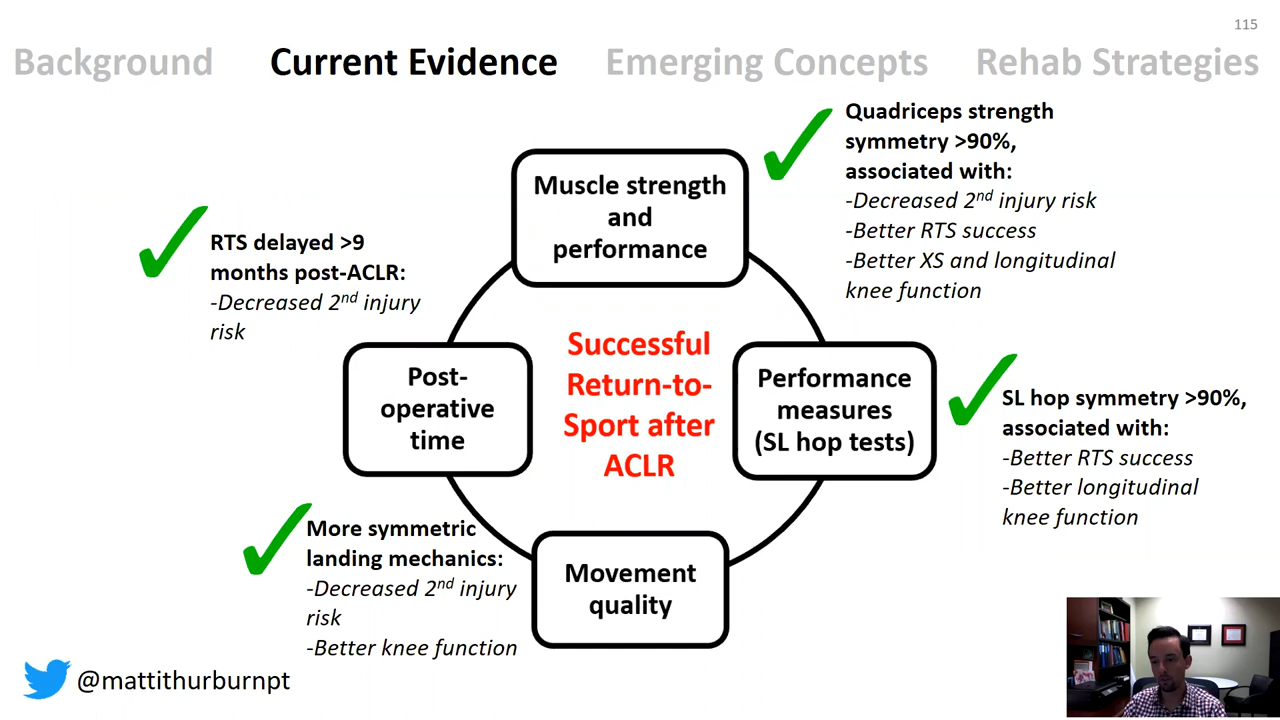 115
Background Current Evidence Emerging Concepts Rehab Strategies
Quadriceps strength
symmetry >90%,
associated with:
-Decreased 2nd injury risk
-Better RTS success
-Better XS and longitudinal
knee function
Muscle strength
and
performance
RTS delayed >9
months post-ACLR:
-Decreased 2nd injury
risk
Successful
Return-to-
Sport after
ACLR
Post-
operative
time
Performance
measures
(SL hop tests)
SL hop symmetry >90%,
associated with:
-Better RTS success
-Better longitudinal
knee function
More symmetric
landing mechanics:
-Decreased 2nd injury
risk
-Better knee function
Movement
quality
@mattithurburnpt